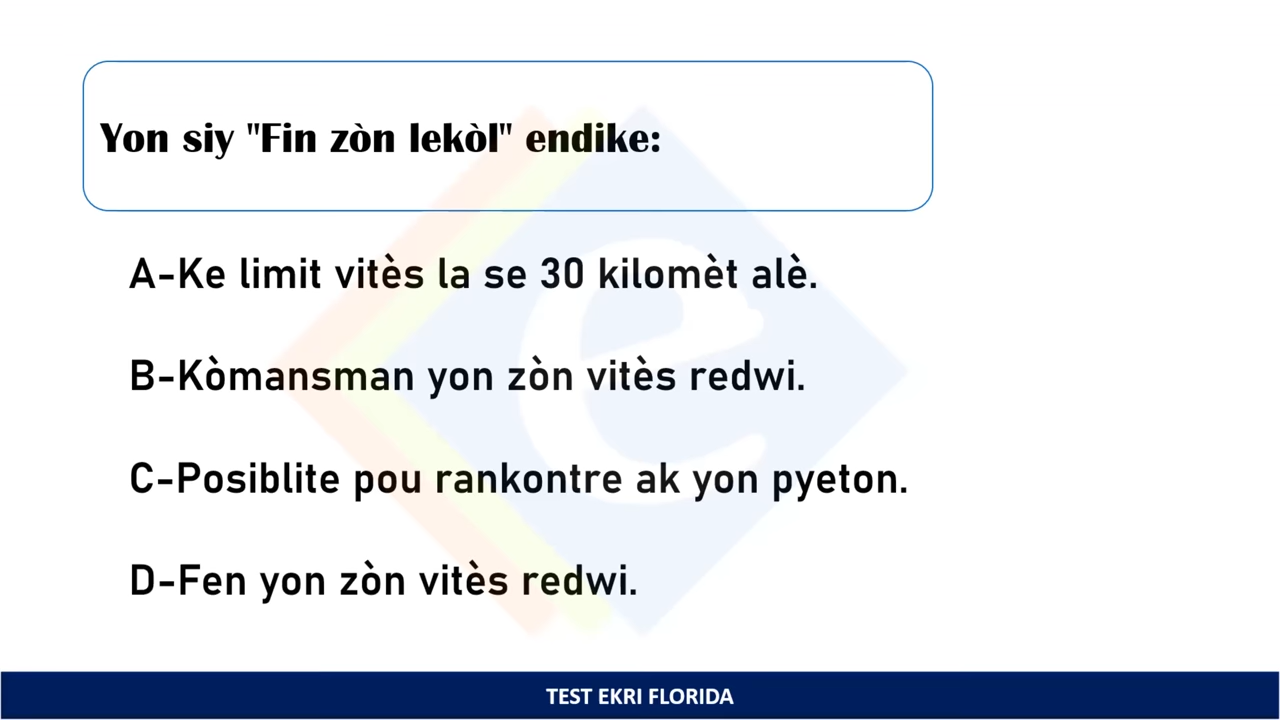 Yon siy "Fin zòn lekòl" endike:
A-Ke limit vitès la se 30 kilomèt alè.
B-Kòmansman yon zòn vitès redwi.
C-Posiblite pou rankontre ak yon pyeton.
D-Fen yon zòn vitès redwi.
TEST EKRI FLORIDA